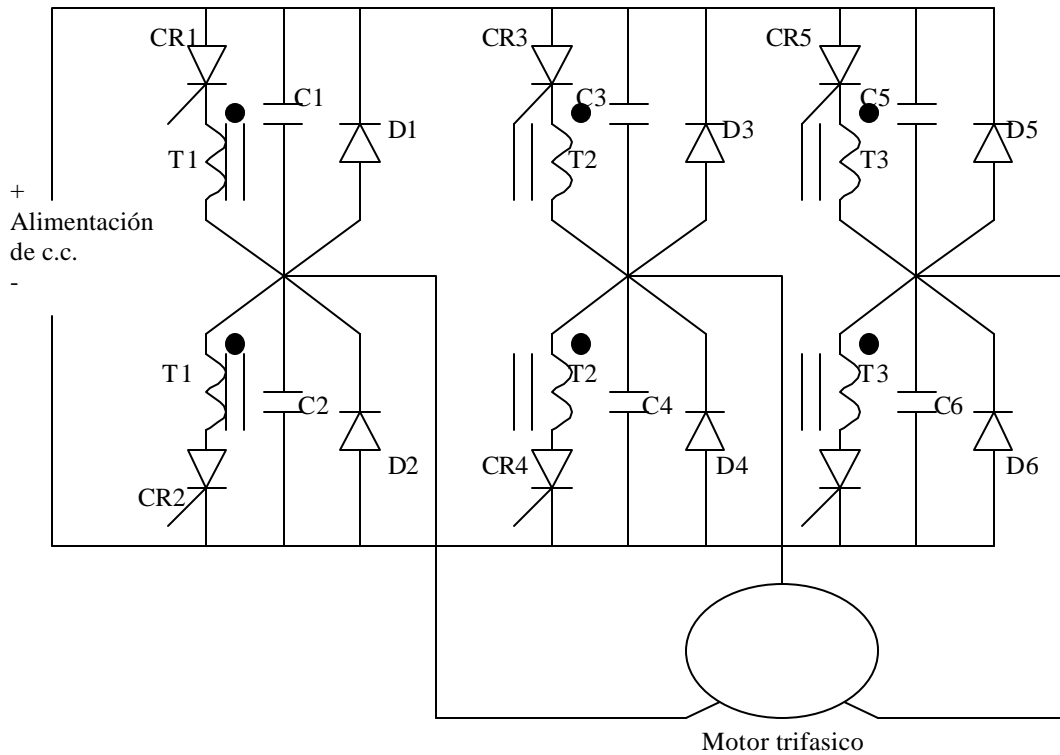 CR1
CR3
CR5
C1
C3
C5
D1
D3
D5
T1
T2
T3
+
Alimentación
de c.c.
-
T1
T2
T3
C2
C4
C6
D2
D4
D6
CR2
CR4
Motor trifasico